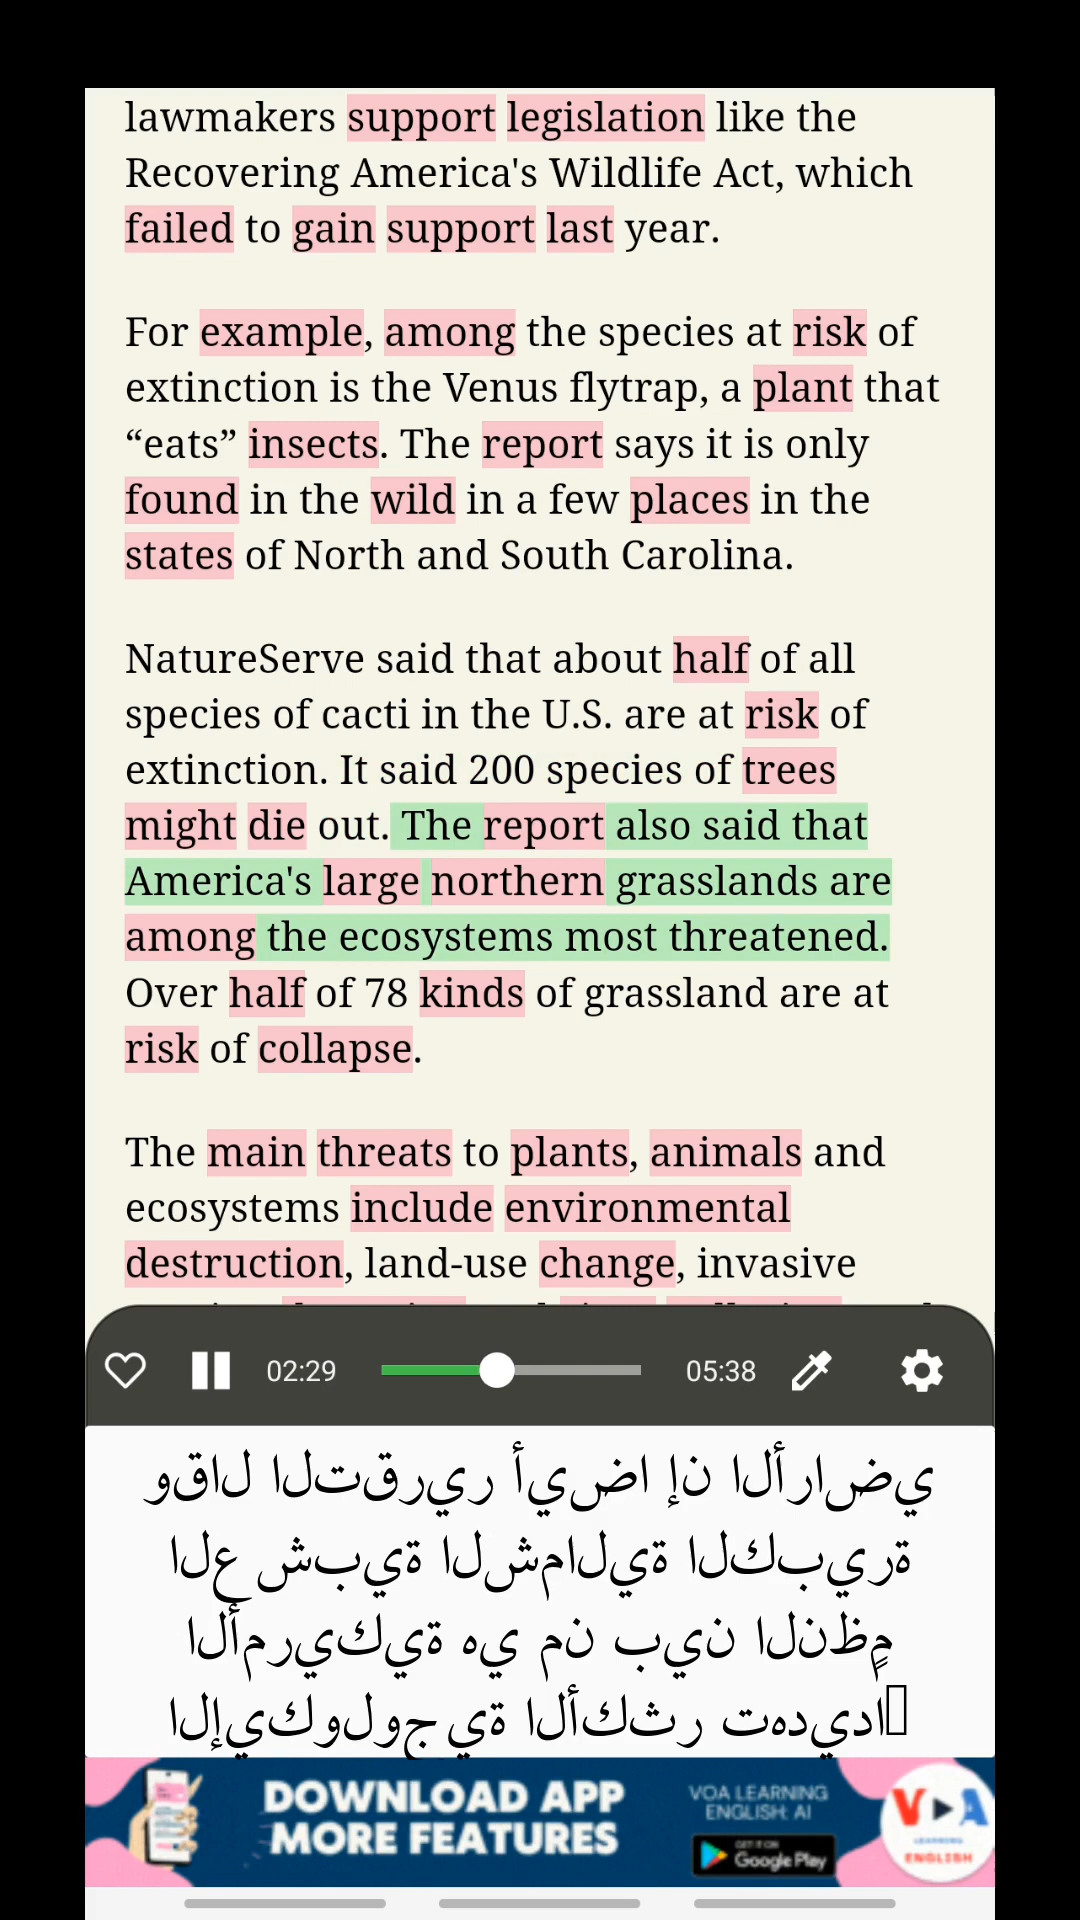 lawmakers support legislation like the
Recovering America's Wildlife Act, which
failed to gain support last year.
For example, among the species at risk of
extinction is the Venus flytrap, a plant that
“eats” insects. The report says it is only
found in the wild in a few places in the
states of North and South Carolina.
NatureServe said that about half of all
species of cacti in the U.S. are at risk of
extinction. It said 200 species of trees
might die out. The report also said that
America's large northern grasslands are
among the ecosystems most threatened.
Over half of 78 kinds of grassland are at
risk of collapse.
The main threats to plants, animals and
ecosystems include environmental
destruction, land-use change, invasive
02:29 05:38
وقال التقرير أيضا إن الأراضي
العشبية الشمالية الكبيرة
الأمريكية هي من بين النظم
الإيكولوجية الأكثر تهديدا
DOWNLOAD APP
MORE FEATURES
VOA LEARNING
ENGLISH: AI
GET IT ON
Google Play
VOA
LEARNING
ENGLISH